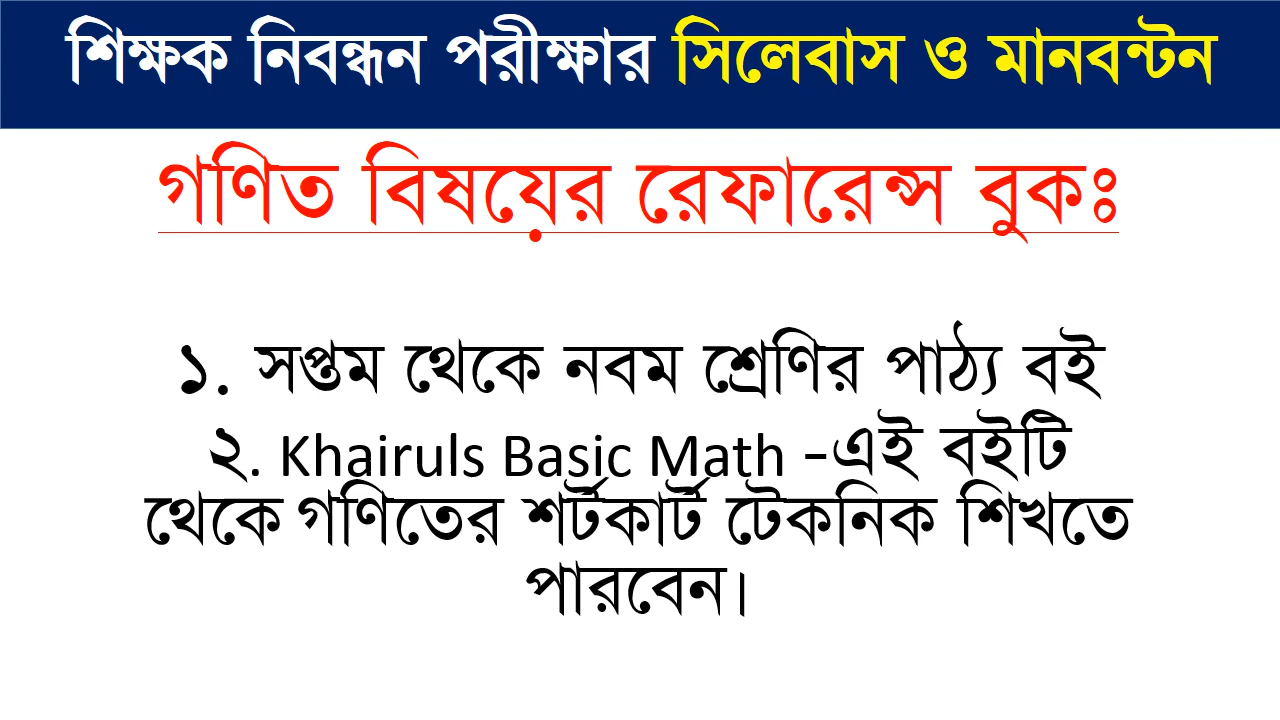 শিক্ষক নিবন্ধন পরীক্ষার সিলেবাস ও মানবন্টন
গণিত বিষয়ের রেফারেন্স বুকঃ
১. সপ্তম থেকে নবম শ্রেণির পাঠ্য বই
২. Khairuls Basic Math -এই বইটি
থেকে গণিতের শর্টকার্ট টেকনিক শিখতে
পারবেন।